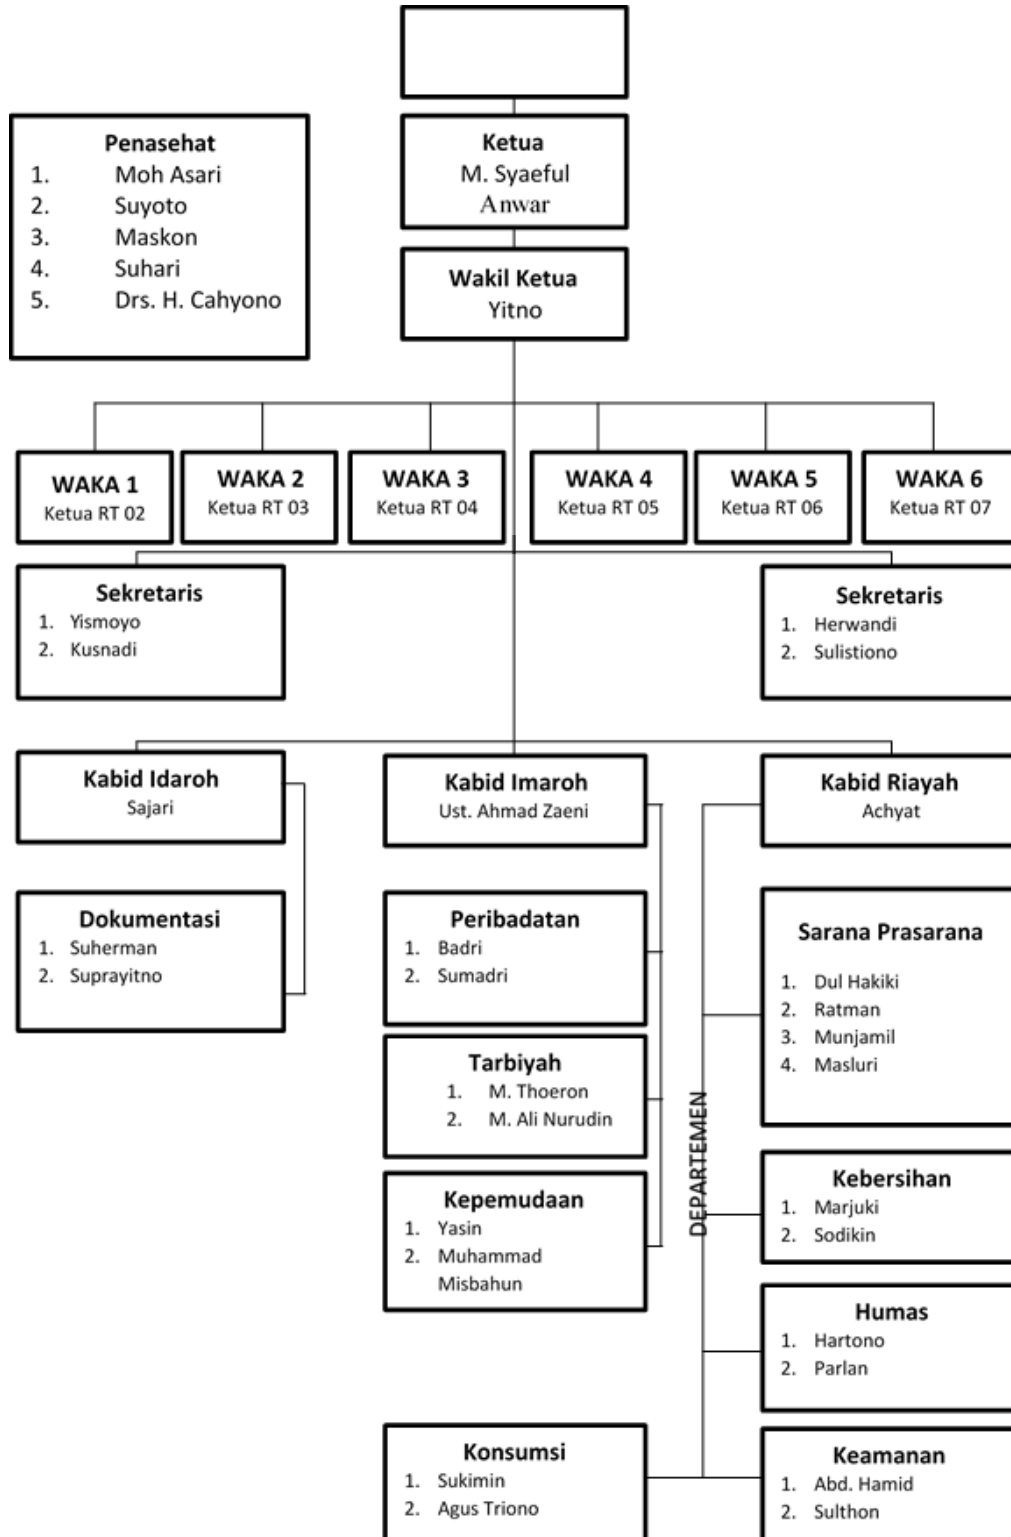 Penasehat
1. Moh Asari
2. Suyoto
3. Maskon
4. Suhari
5. Drs. H. Cahyono
Ketua
M. Syaeful
Anwar
Wakil Ketua
Yitno
WAKA 1
Ketua RT 02
WAKA 2
Ketua RT 03
WAKA 3
Ketua RT 04
WAKA 4
Ketua RT 05
WAKA 5
Ketua RT 06
WAKA 6
Ketua RT 07
Sekretaris
1. Yismoyo
2. Kusnadi
Sekretaris
1. Herwandi
2. Sulistiono
Kabid Idaroh
Sajari
Kabid Imaroh
Ust. Ahmad Zaeni
Kabid Riayah
Achyat
Dokumentasi
1. Suherman
2. Suprayitno
Peribadatan
1. Badri
2. Sumadri
Tarbiyah
1. M. Thoeron
2. M. Ali Nurudin
Kepemudaan
1. Yasin
2. Muhammad
Misbahun
DEPARTEMEN
Sarana Prasarana
1. Dul Hakiki
2. Ratman
3. Munjamil
4. Masluri
Kebersihan
1. Marjuki
2. Sodikin
Humas
1. Hartono
2. Parlan
Konsumsi
1. Sukimin
2. Agus Triono
Keamanan
1. Abd. Hamid
2. Sulthon